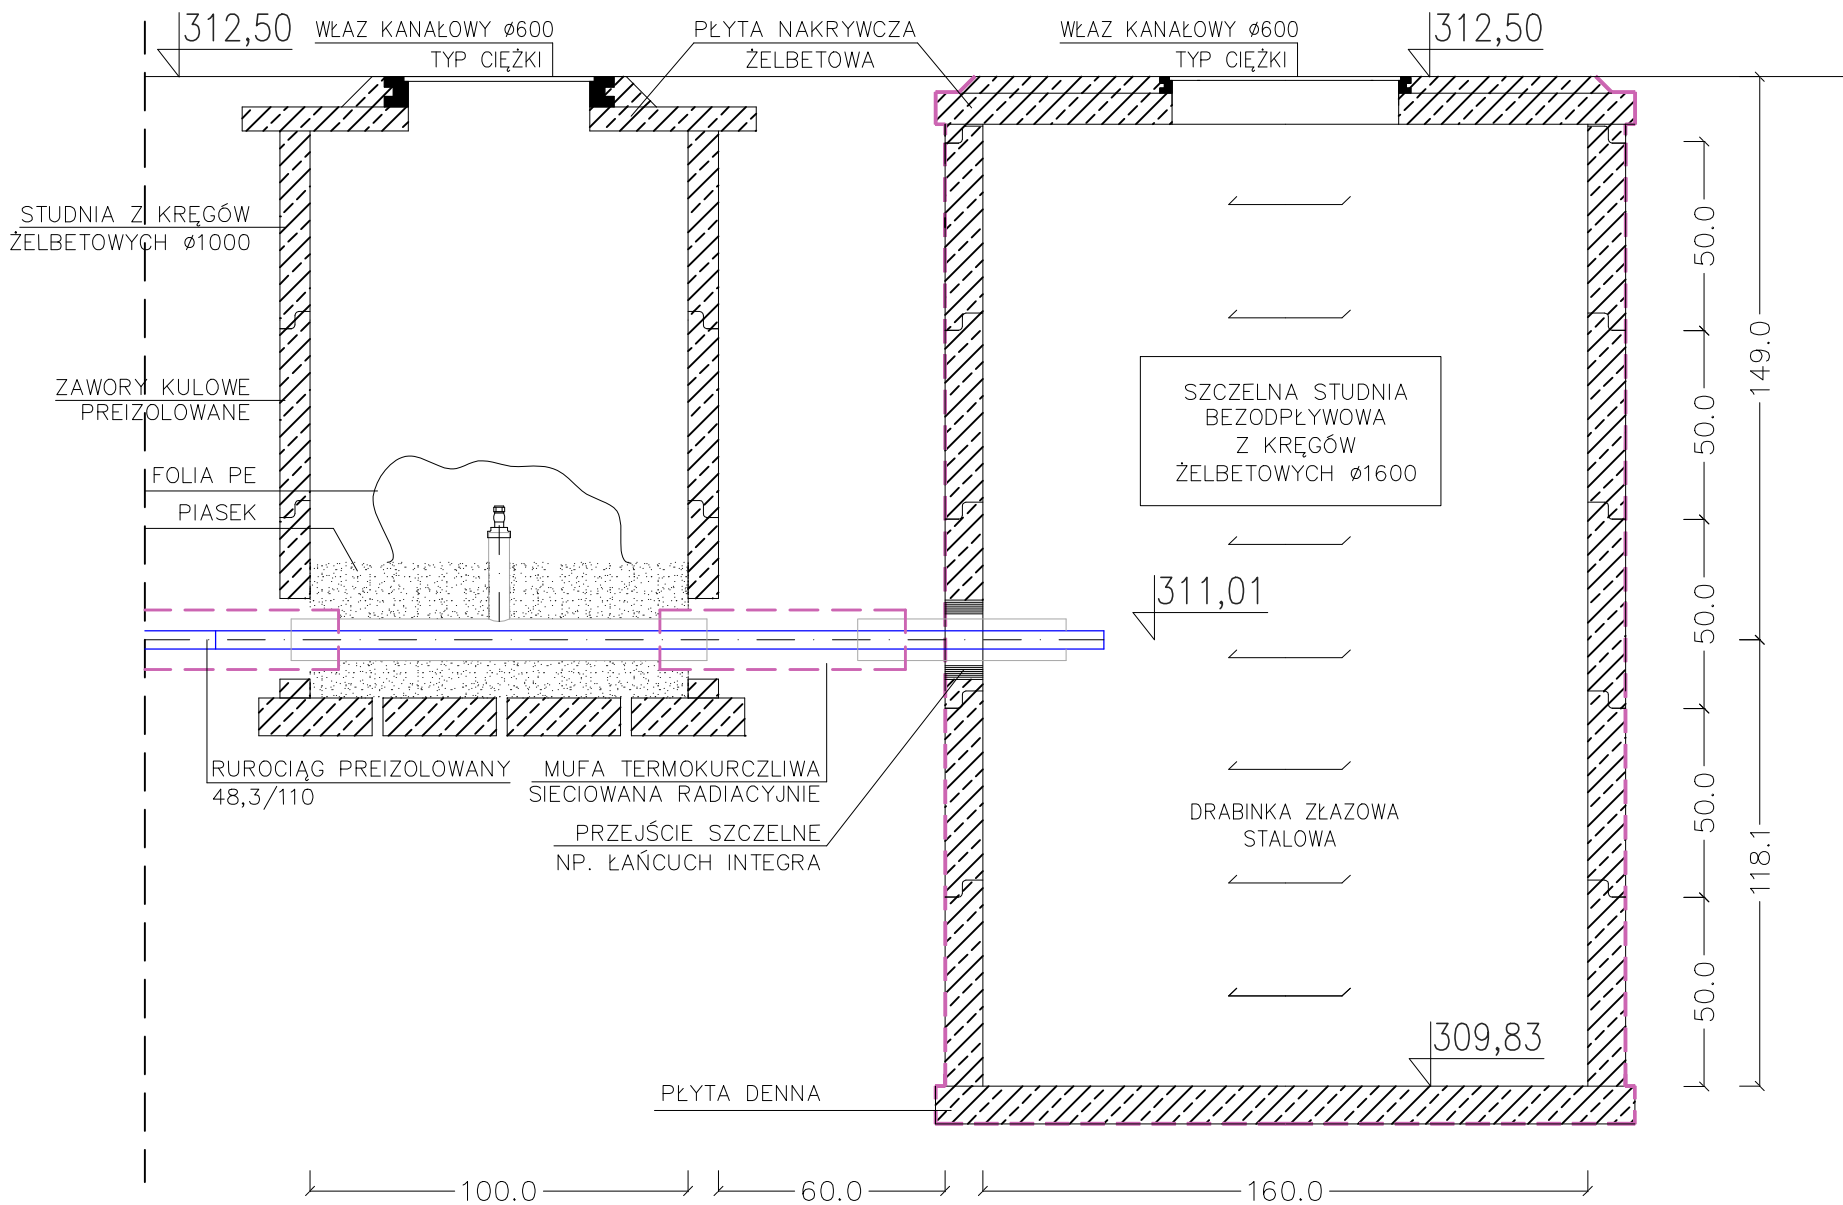 312,50
WŁAZ KANAŁOWY ø600
TYP CIĘŻKI
PŁYTA NAKRYWCZA
ŻELBETOWA
WŁAZ KANAŁOWY ø600
TYP CIĘŻKI
312,50
STUDNIA Z KRĘGÓW
ŻELBETOWYCH ø1000
ZAWORY KULOWE
PREIZOLOWANE
FOLIA PE
PIASEK
SZCZELNA STUDNIA
BEZODPŁYWOWA
Z KRĘGÓW
ŻELBETOWYCH ø1600
311,01
RUROCIĄG PREIZOLOWANY
48,3/110
MUFA TERMOKURCZLIWA
SIECIOWANA RADIACYJNIE
PRZEJŚCIE SZCZELNE
NP. ŁAŃCUCH INTEGRA
DRABINKA ZŁAZOWA
STALOWA
309,83
PŁYTA DENNA
50.0
50.0
50.0
50.0
50.0
149.0
118.1
100.0
60.0
160.0